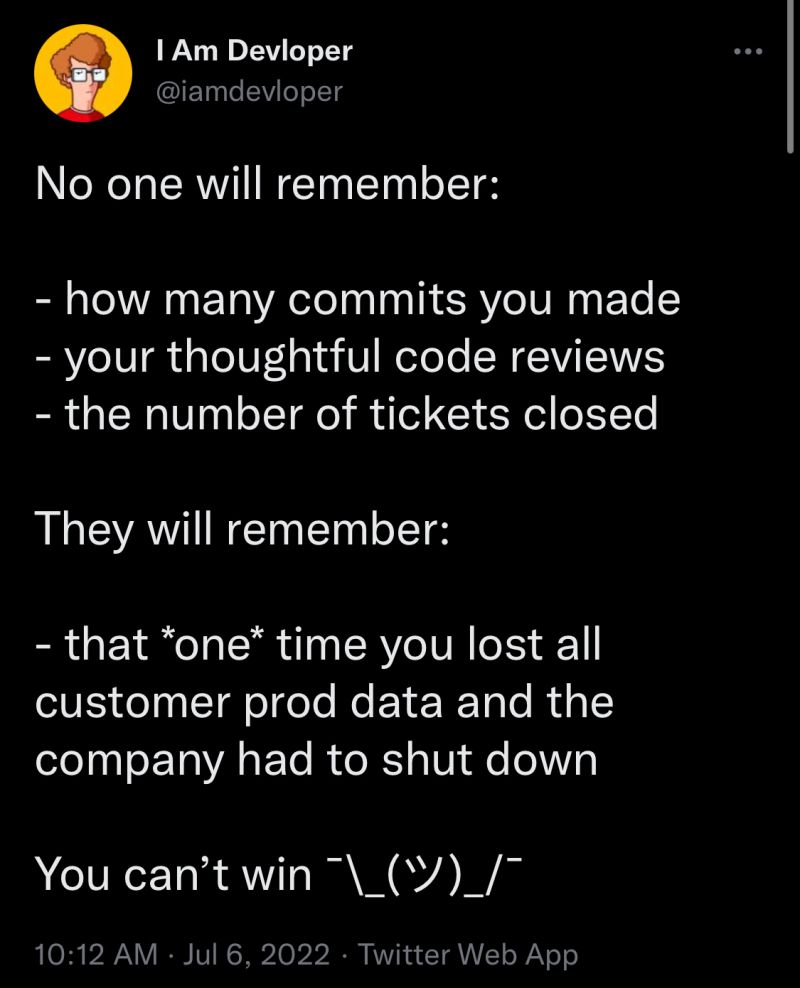 I Am Devloper
@iamdevloper
No one will remember:
- how many commits you made
- your thoughtful code reviews
- the number of tickets closed
They will remember:
- that *one* time you lost all
customer prod data and the
company had to shut down
You can’t win ¯\_(ツ)_/¯
10:12 AM · Jul 6, 2022 · Twitter Web App